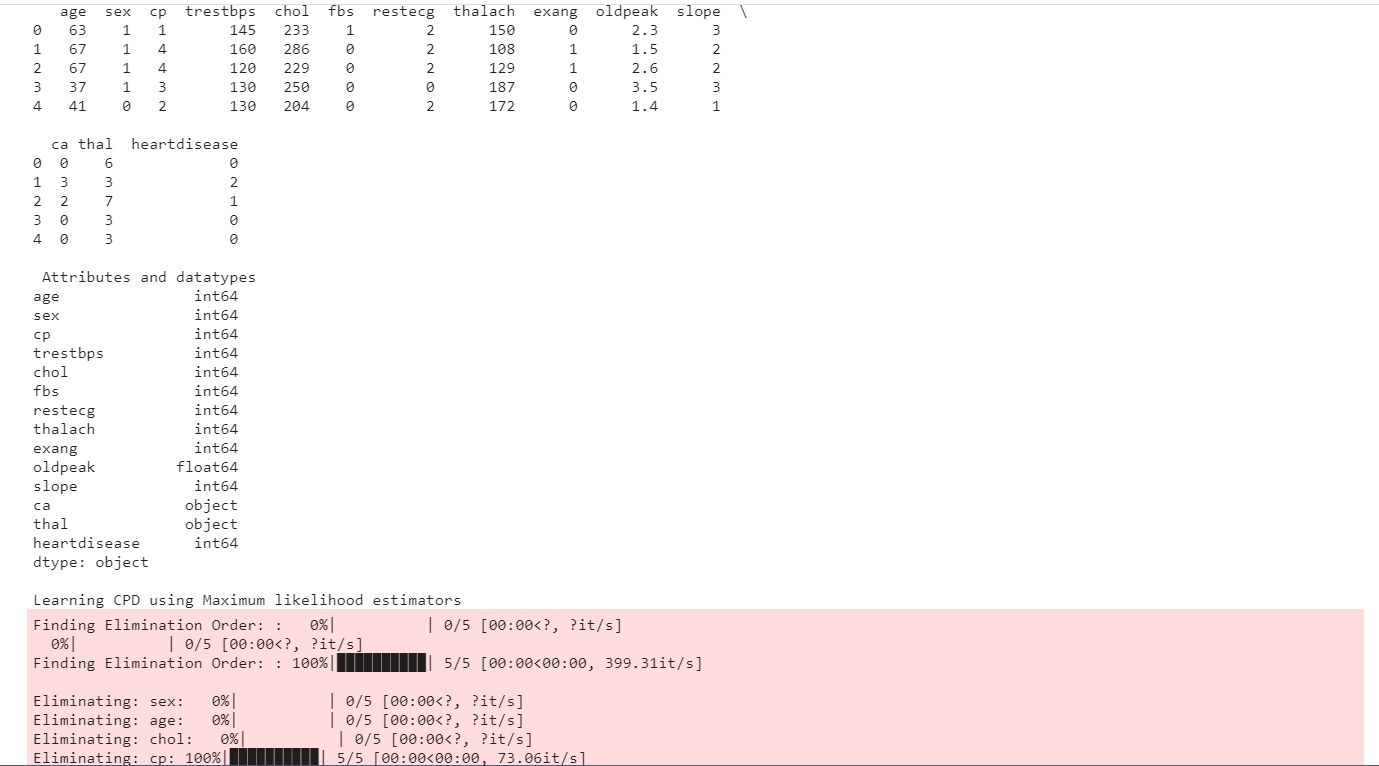 age sex cp trestbps chol fbs restecg thalach exang oldpeak slope \
0 63 1 1 145 233 1 2 150 0 2.3 3
1 67 1 4 160 286 0 2 108 1 1.5 2
2 67 1 4 120 229 0 2 129 1 2.6 2
3 37 1 3 130 250 0 0 187 0 3.5 3
4 41 0 2 130 204 0 2 172 0 1.4 1
ca thal heartdisease
0 0 6 0
1 3 3 2
2 2 7 1
3 0 3 0
4 0 3 0
Attributes and datatypes
age int64
sex int64
cp int64
trestbps int64
chol int64
fbs int64
restecg int64
thalach int64
exang int64
oldpeak float64
slope int64
ca object
thal object
heartdisease int64
dtype: object
Learning CPD using Maximum likelihood estimators
Finding Elimination Order: : 0%| | 0/5 [00:00<?, ?it/s]
0%| | 0/5 [00:00<?, ?it/s]
Finding Elimination Order: : 100%|██████████| 5/5 [00:00<00:00, 399.31it/s]
Eliminating: sex: 0%| | 0/5 [00:00<?, ?it/s]
Eliminating: age: 0%| | 0/5 [00:00<?, ?it/s]
Eliminating: chol: 0%| | 0/5 [00:00<?, ?it/s]
Eliminating: cp: 100%|██████████| 5/5 [00:00<00:00, 73.06it/s]